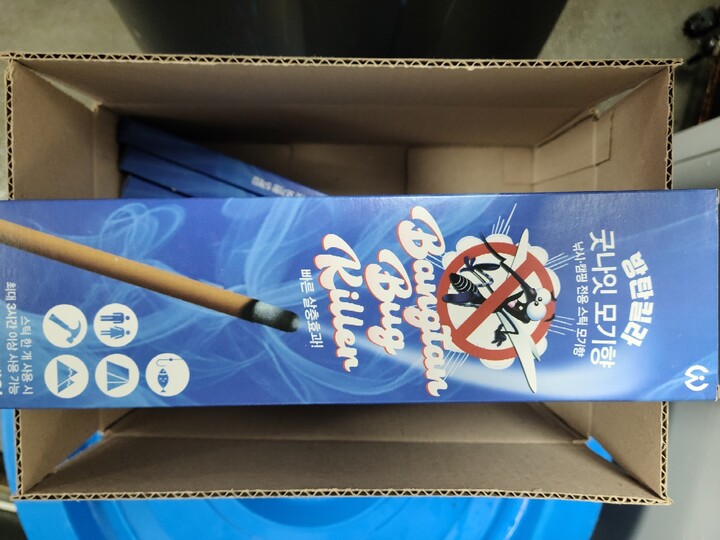 방탄킬라
굿나잇 모기향
낚시·캠핑 전용 스틱 모기향
Bangtan
Bug
Killer
빠른 살충효과!
스틱 한 개 사용 시
최대 3시간 이상 사용 가능